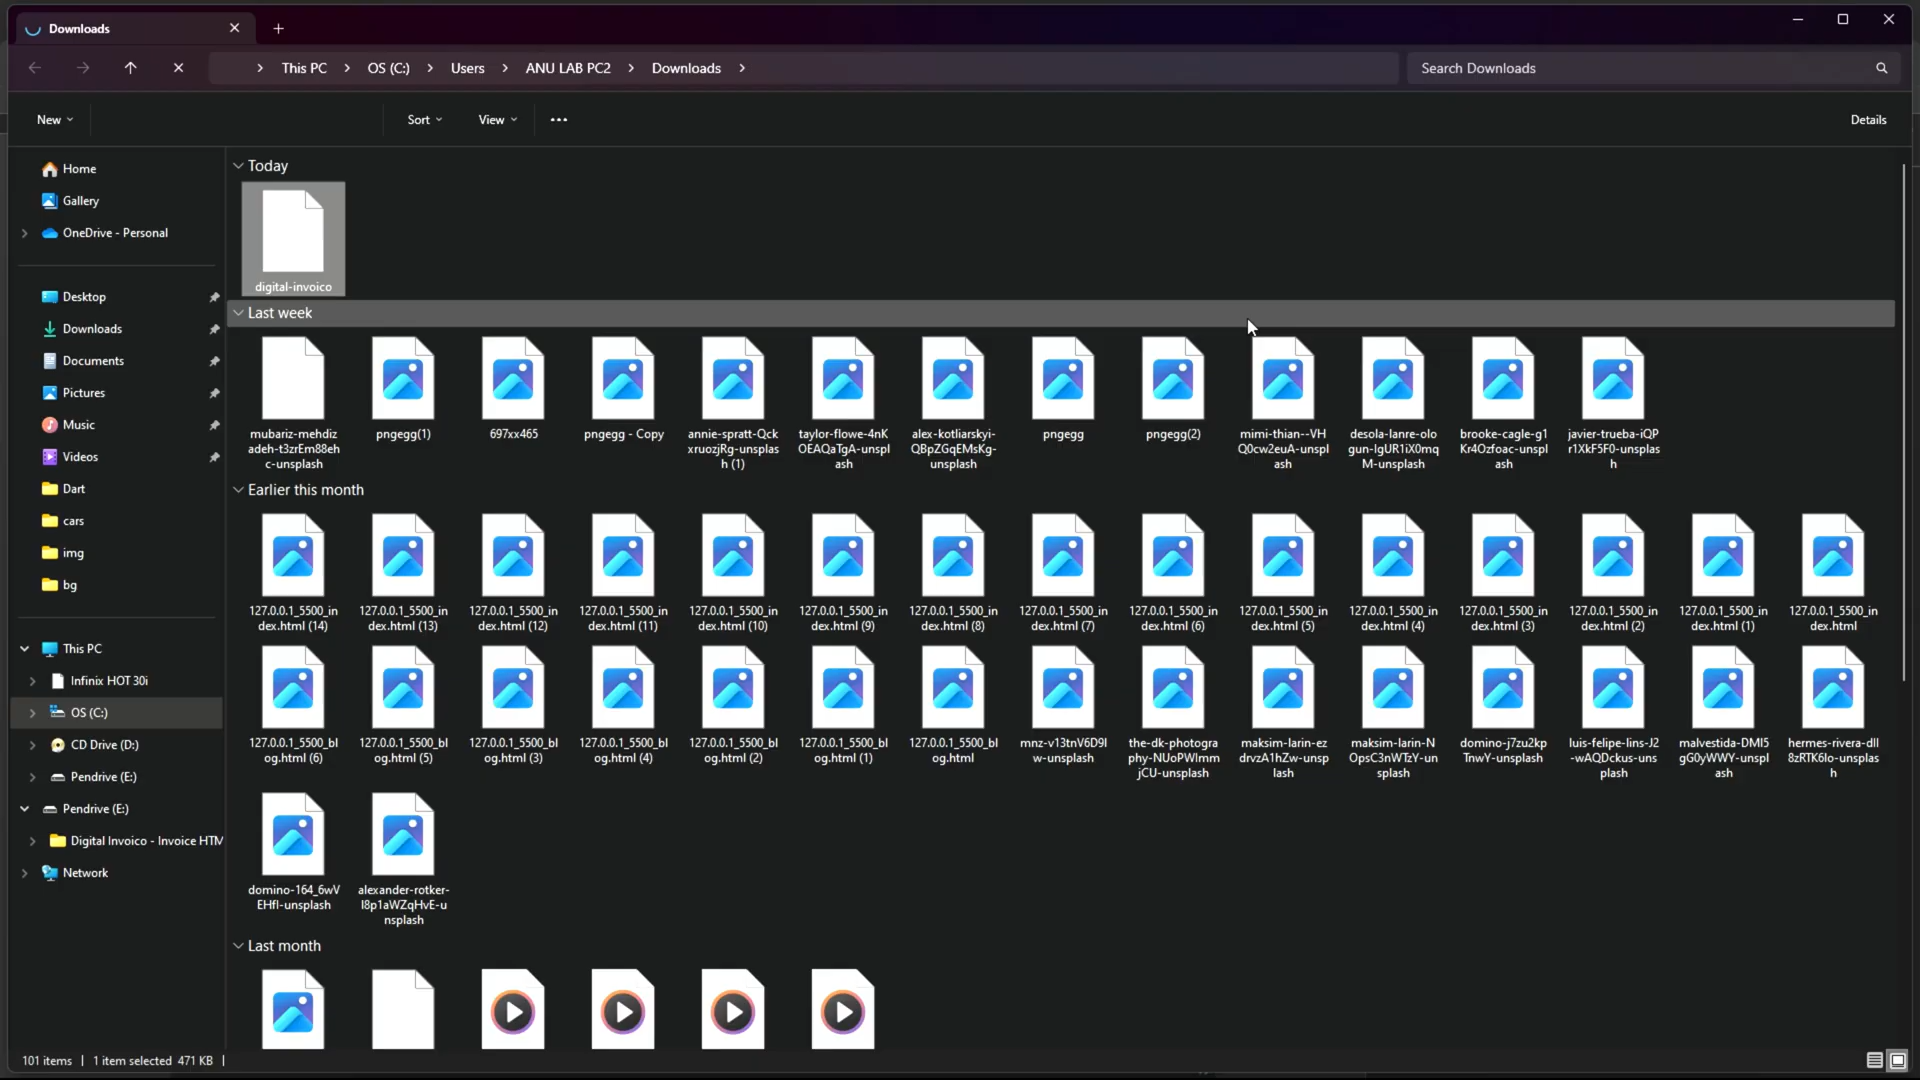 Downloads
This PC
OS (C:)
Users
ANU LAB PC2
Downloads
Search Downloads
New
Sort
View
Details
Home
Gallery
OneDrive - Personal
Desktop
Downloads
Documents
Pictures
Music
Videos
Dart
cars
img
bg
This PC
Infinix HOT 30i
OS (C:)
CD Drive (D:)
Pendrive (E:)
Pendrive (E:)
Digital Invoico - Invoice HTM
Network
Today
digital-invoico
Last week
mubariz-mehdiz
adeh-t3zrEm88eh
c-unsplash
pngegg(1)
697xx465
pngegg - Copy
annie-spratt-Qck
xruozjRg-unsplas
h (1)
taylor-flowe-4nK
OEAQaTgA-unspl
ash
alex-kotliarskyi-
QBpZGqEMsKg-
unsplash
pngegg
pngegg(2)
mimi-thian--VH
Q0cw2euA-unspl
ash
desola-lanre-olo
gun-IgUR1iX0mq
M-unsplash
brooke-cagle-g1
Kr4Ozfoac-unspl
ash
javier-trueba-iQP
r1XkF5F0-unsplas
h
Earlier this month
127.0.0.1_5500_in
dex.html (14)
127.0.0.1_5500_in
dex.html (13)
127.0.0.1_5500_in
dex.html (12)
127.0.0.1_5500_in
dex.html (11)
127.0.0.1_5500_in
dex.html (10)
127.0.0.1_5500_in
dex.html (9)
127.0.0.1_5500_in
dex.html (8)
127.0.0.1_5500_in
dex.html (7)
127.0.0.1_5500_in
dex.html (6)
127.0.0.1_5500_in
dex.html (5)
127.0.0.1_5500_in
dex.html (4)
127.0.0.1_5500_in
dex.html (3)
127.0.0.1_5500_in
dex.html (2)
127.0.0.1_5500_in
dex.html (1)
127.0.0.1_5500_in
dex.html
127.0.0.1_5500_bl
og.html (6)
127.0.0.1_5500_bl
og.html (5)
127.0.0.1_5500_bl
og.html (3)
127.0.0.1_5500_bl
og.html (4)
127.0.0.1_5500_bl
og.html (2)
127.0.0.1_5500_bl
og.html (1)
127.0.0.1_5500_bl
og.html
mnz-v13tnV6D9I
w-unsplash
the-dk-photogra
phy-NUoPWImm
jCU-unsplash
maksim-larin-ez
drvzA1hZw-unsp
lash
maksim-larin-N
OpsC3nWTzY-un
splash
domino-j7zu2kp
TnwY-unsplash
luis-felipe-lins-J2
-wAQDckus-uns
plash
malvestida-DMl5
gG0yWWY-unspl
ash
hermes-rivera-dll
8zRTK6Io-unsplas
h
domino-164_6wV
EHfI-unsplash
alexander-rotker-
l8p1aWZqHvE-u
nsplash
Last month
101 items
1 item selected 471 KB